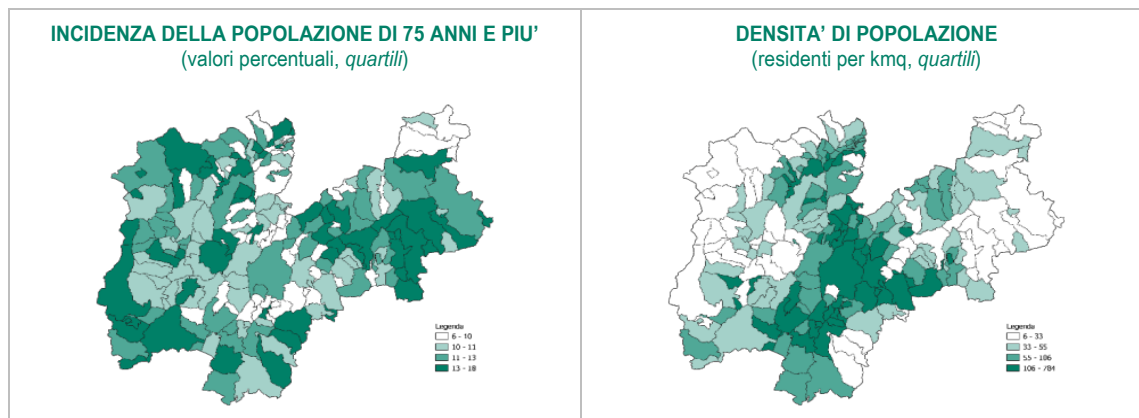 INCIDENZA DELLA POPOLAZIONE DI 75 ANNI E PIU'
(valori percentuali, quartili)
Legenda
6 - 10
10 - 11
11 - 13
13 - 18
DENSITA' DI POPOLAZIONE
(residenti per kmq, quartili)
Legenda
6 - 33
33 - 55
55 - 106
106 - 784